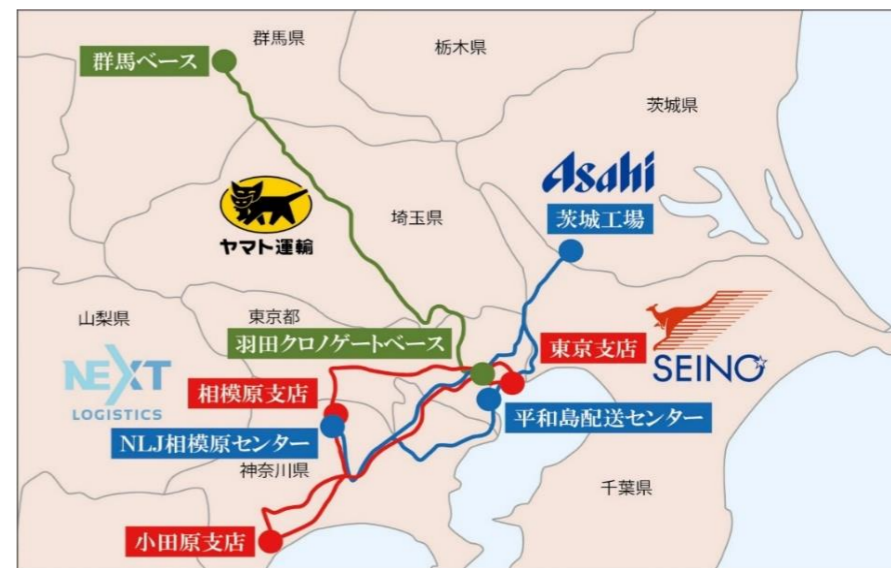 群馬県
栃木県
群馬ベース
茨城県
Asahi
茨城工場
ヤマト運輸
埼玉県
山梨県
東京都
羽田クロノゲートベース
東京支店
SEINO
NEXT
LOGISTICS
相模原支店
平和島配送センター
NLJ相模原センター
神奈川県
千葉県
小田原支店